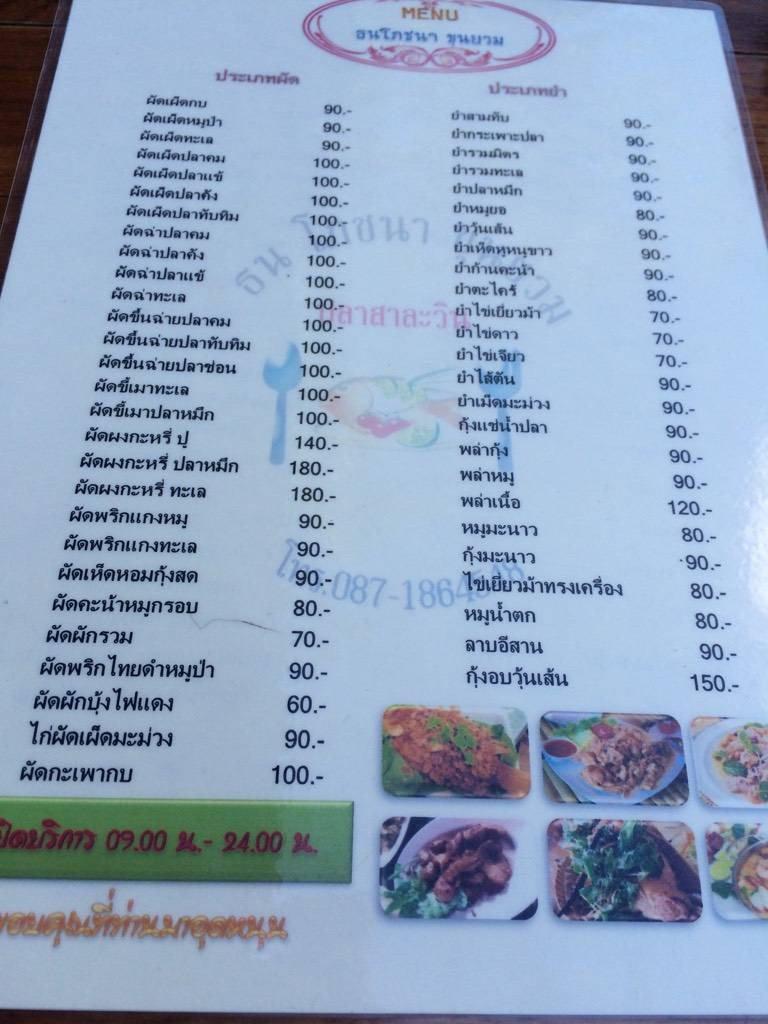 MENU
ธนโภชนา ขุนยวม
ประเภทผัด
ผัดเผ็ดกบ 90.-
ผัดเผ็ดหมูป่า 90.-
ผัดเผ็ดทะเล 90.-
ผัดเผ็ดปลาคม 100.-
ผัดเผ็ดปลาแข้ 100.-
ผัดเผ็ดปลาคัง 100.-
ผัดเผ็ดปลาทับทิม 100.-
ผัดฉ่าปลาคม 100.-
ผัดฉ่าปลาคัง 100.-
ผัดฉ่าปลาแข้ 100.-
ผัดฉ่าทะเล 100.-
ผัดขึ้นฉ่ายปลาคม 100.-
ผัดขึ้นฉ่ายปลาทับทิม 100.-
ผัดขึ้นฉ่ายปลาช่อน 100.-
ผัดขี้เมาทะเล 100.-
ผัดขี้เมาปลาหมึก 100.-
ผัดผงกะหรี่ ปู 140.-
ผัดผงกะหรี่ ปลาหมึก 180.-
ผัดผงกะหรี่ ทะเล 180.-
ผัดพริกแกงหมู 90.-
ผัดพริกแกงทะเล 90.-
ผัดเห็ดหอมกุ้งสด 90.-
ผัดคะน้าหมูกรอบ 80.-
ผัดผักรวม 70.-
ผัดพริกไทยดำหมูป่า 90.-
ผัดผักบุ้งไฟแดง 60.-
ไก่ผัดเผ็ดมะม่วง 90.-
ผัดกะเพากบ 100.-
ประเภทยำ
ยำสามทับ 90.-
ยำกระเพาะปลา 90.-
ยำรวมมิตร 90.-
ยำรวมทะเล 90.-
ยำปลาหมึก 90.-
ยำหมูยอ 80.-
ยำวุ้นเส้น 90.-
ยำเห็ดหูหนูขาว 90.-
ยำก้านคะน้า 90.-
ยำตะไคร้ 80.-
ยำไข่เยี่ยวม้า 70.-
ยำไข่ดาว 70.-
ยำไข่เจียว 70.-
ยำไส้ตัน 90.-
ยำเม็ดมะม่วง 90.-
กุ้งแช่น้ำปลา 90.-
พล่ากุ้ง 90.-
พล่าหมู 90.-
พล่าเนื้อ 120.-
หมูมะนาว 80.-
กุ้งมะนาว 90.-
ไข่เยี่ยวม้าทรงเครื่อง 80.-
หมูน้ำตก 80.-
ลาบอีสาน 90.-
กุ้งอบวุ้นเส้น 150.-
ธนโภชนา ขุนยวม
ปลาสาละวิน
เปิดบริการ 09.00 น.- 24.00 น.
ขอบคุณที่ท่านมาอุดหนุน